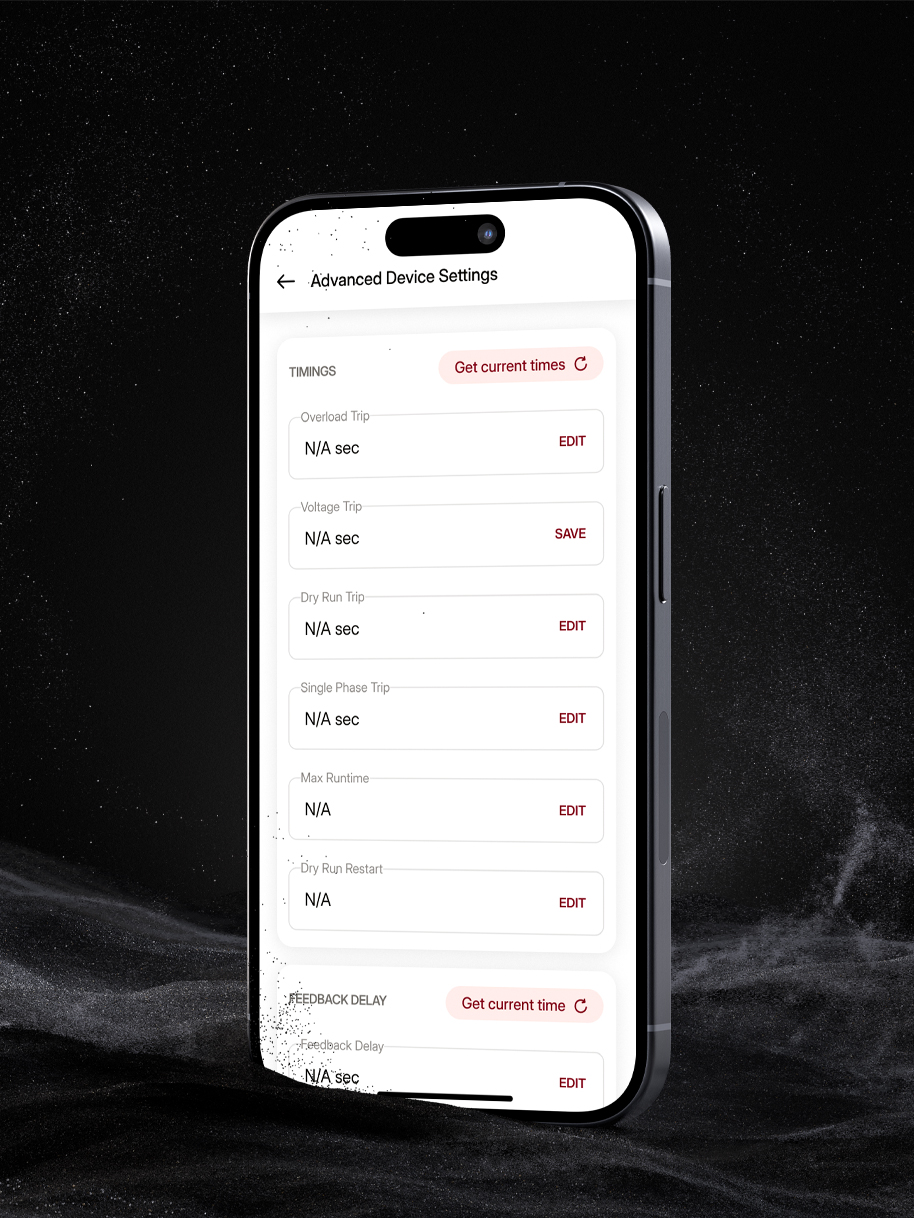 Advanced Device Settings
TIMINGS
Get current times
Overload Trip
N/A sec
EDIT
Voltage Trip
N/A sec
SAVE
Dry Run Trip
N/A sec
EDIT
Single Phase Trip
N/A sec
EDIT
Max Runtime
N/A
EDIT
Dry Run Restart
N/A
EDIT
FEEDBACK DELAY
Get current time
Feedback Delay
N/A sec
EDIT